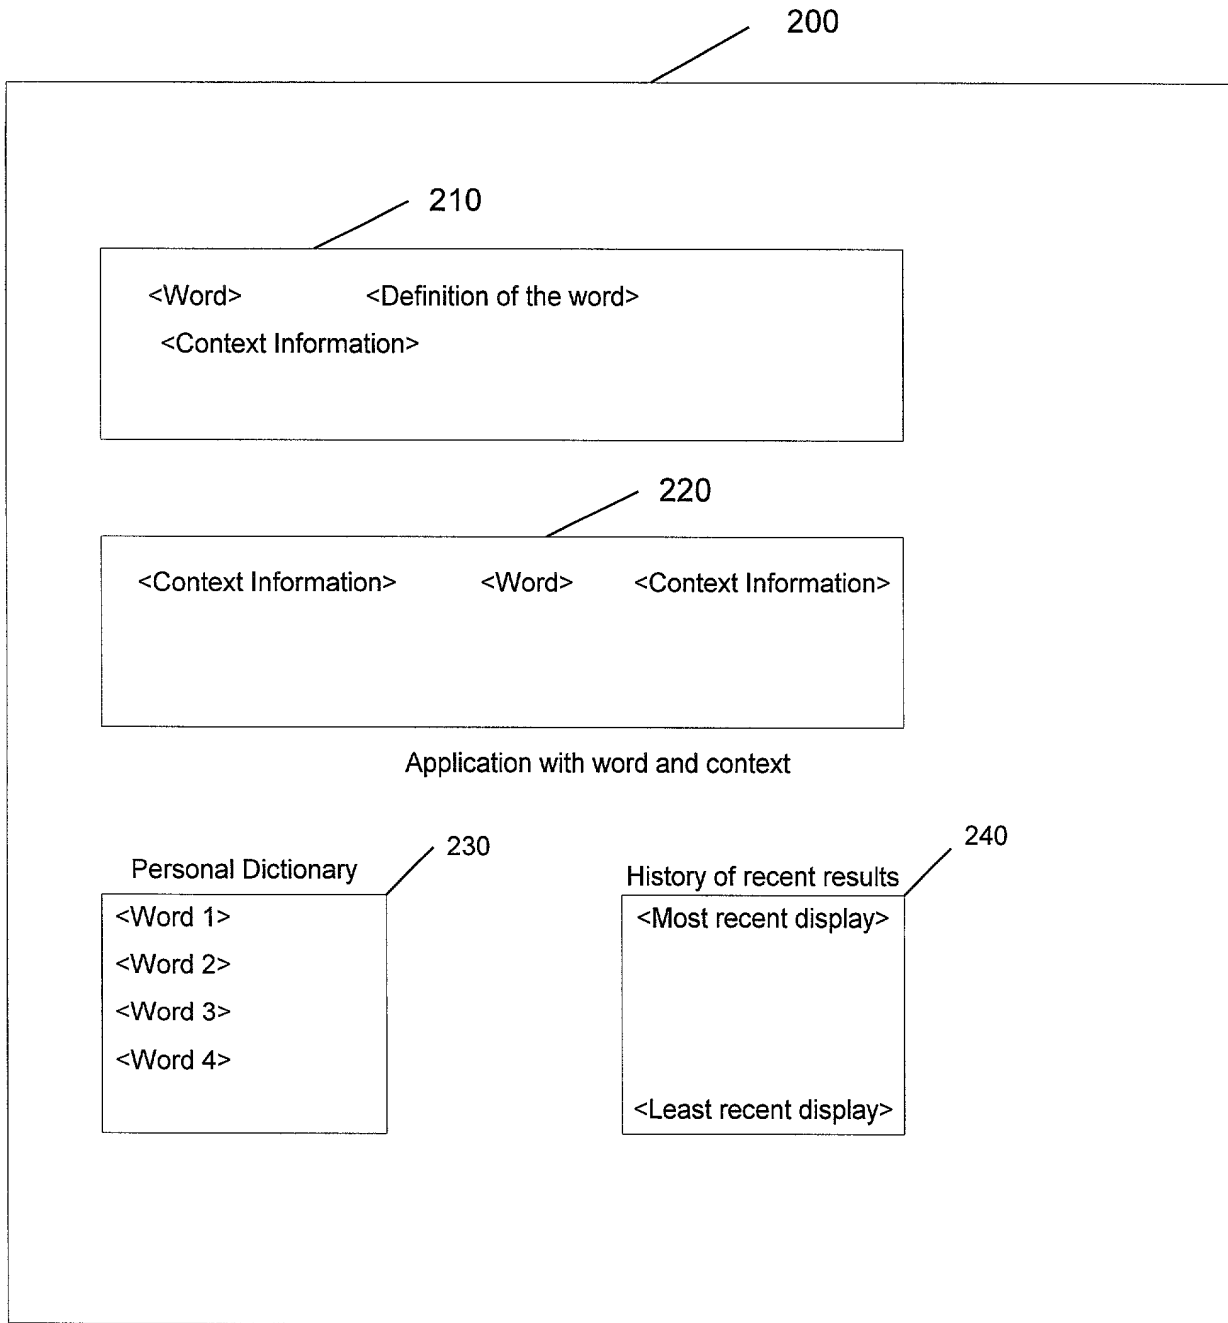 200
210
<Word> <Definition of the word>
<Context Information>
220
<Context Information> <Word> <Context Information>
Application with word and context
230
Personal Dictionary
<Word 1>
<Word 2>
<Word 3>
<Word 4>
240
History of recent results
<Most recent display>
<Least recent display>